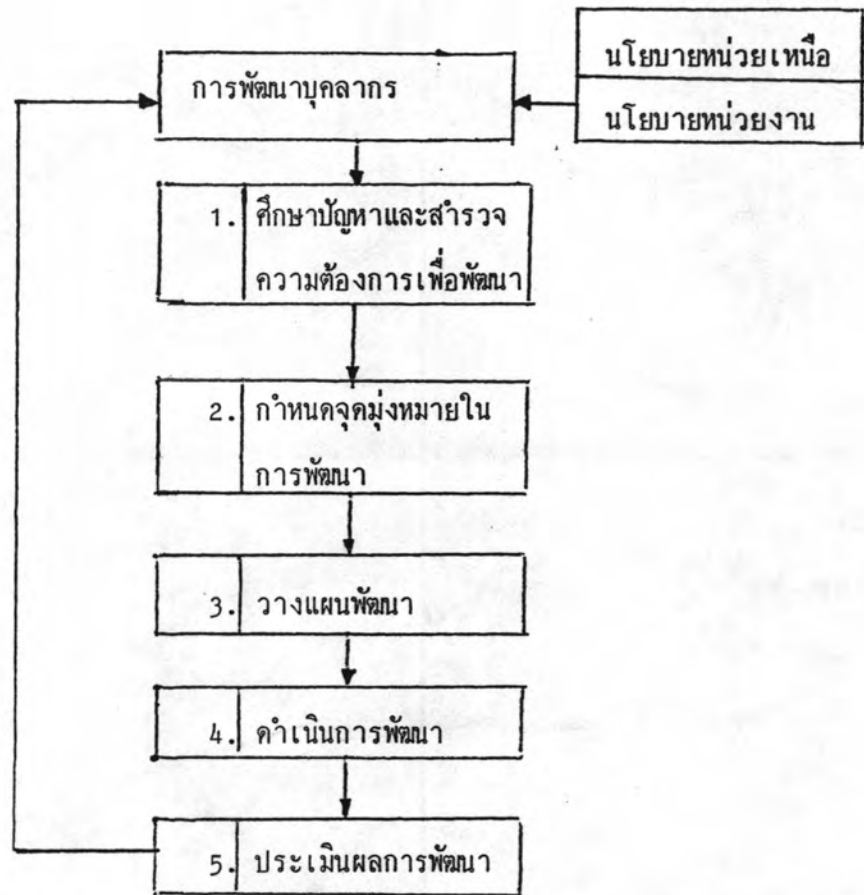 นโยบายหน่วยเหนือ
นโยบายหน่วยงาน
การพัฒนาบุคลากร
1. ศึกษาปัญหาและสำรวจ
ความต้องการเพื่อพัฒนา
2. กำหนดจุดมุ่งหมายใน
การพัฒนา
3. วางแผนพัฒนา
4. ดำเนินการพัฒนา
5. ประเมินผลการพัฒนา